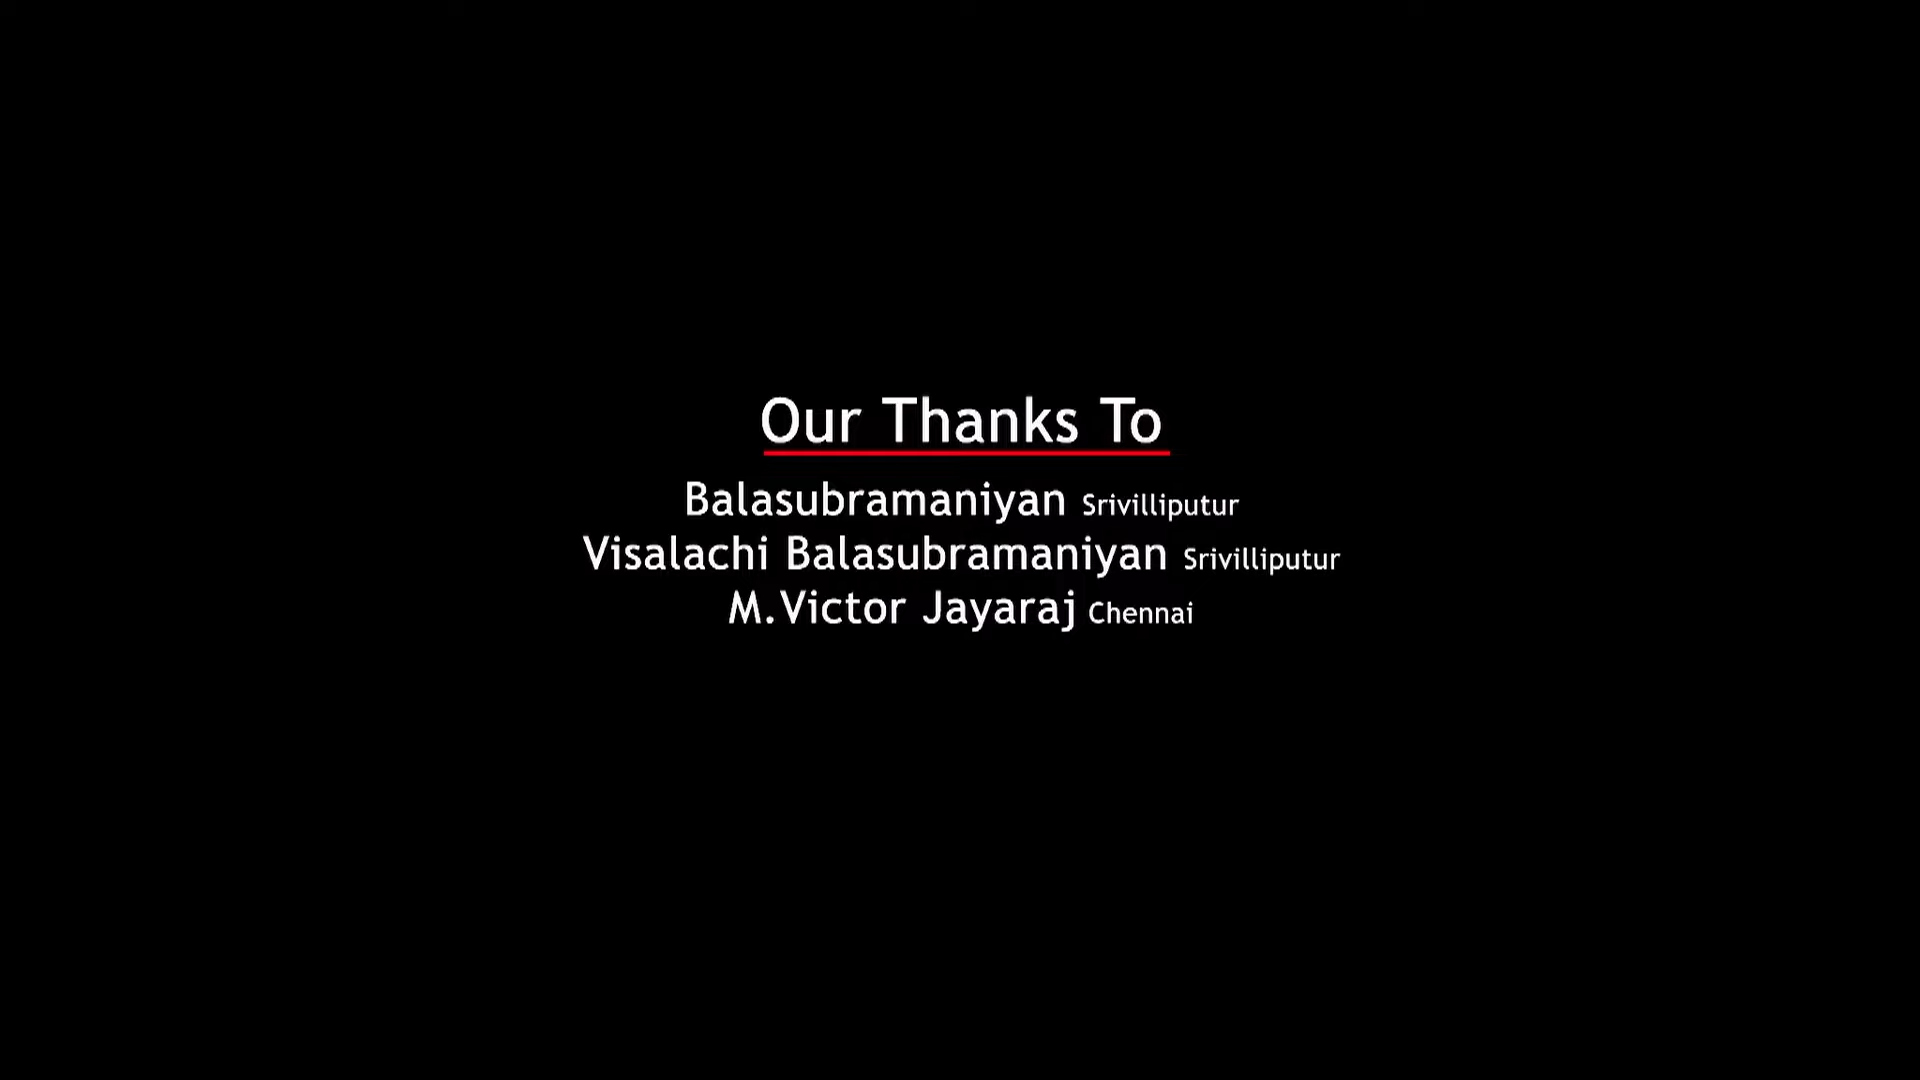 Our Thanks To
Balasubramaniyan Srivilliputur
Visalachi Balasubramaniyan Srivilliputur
M.Victor Jayaraj Chennai